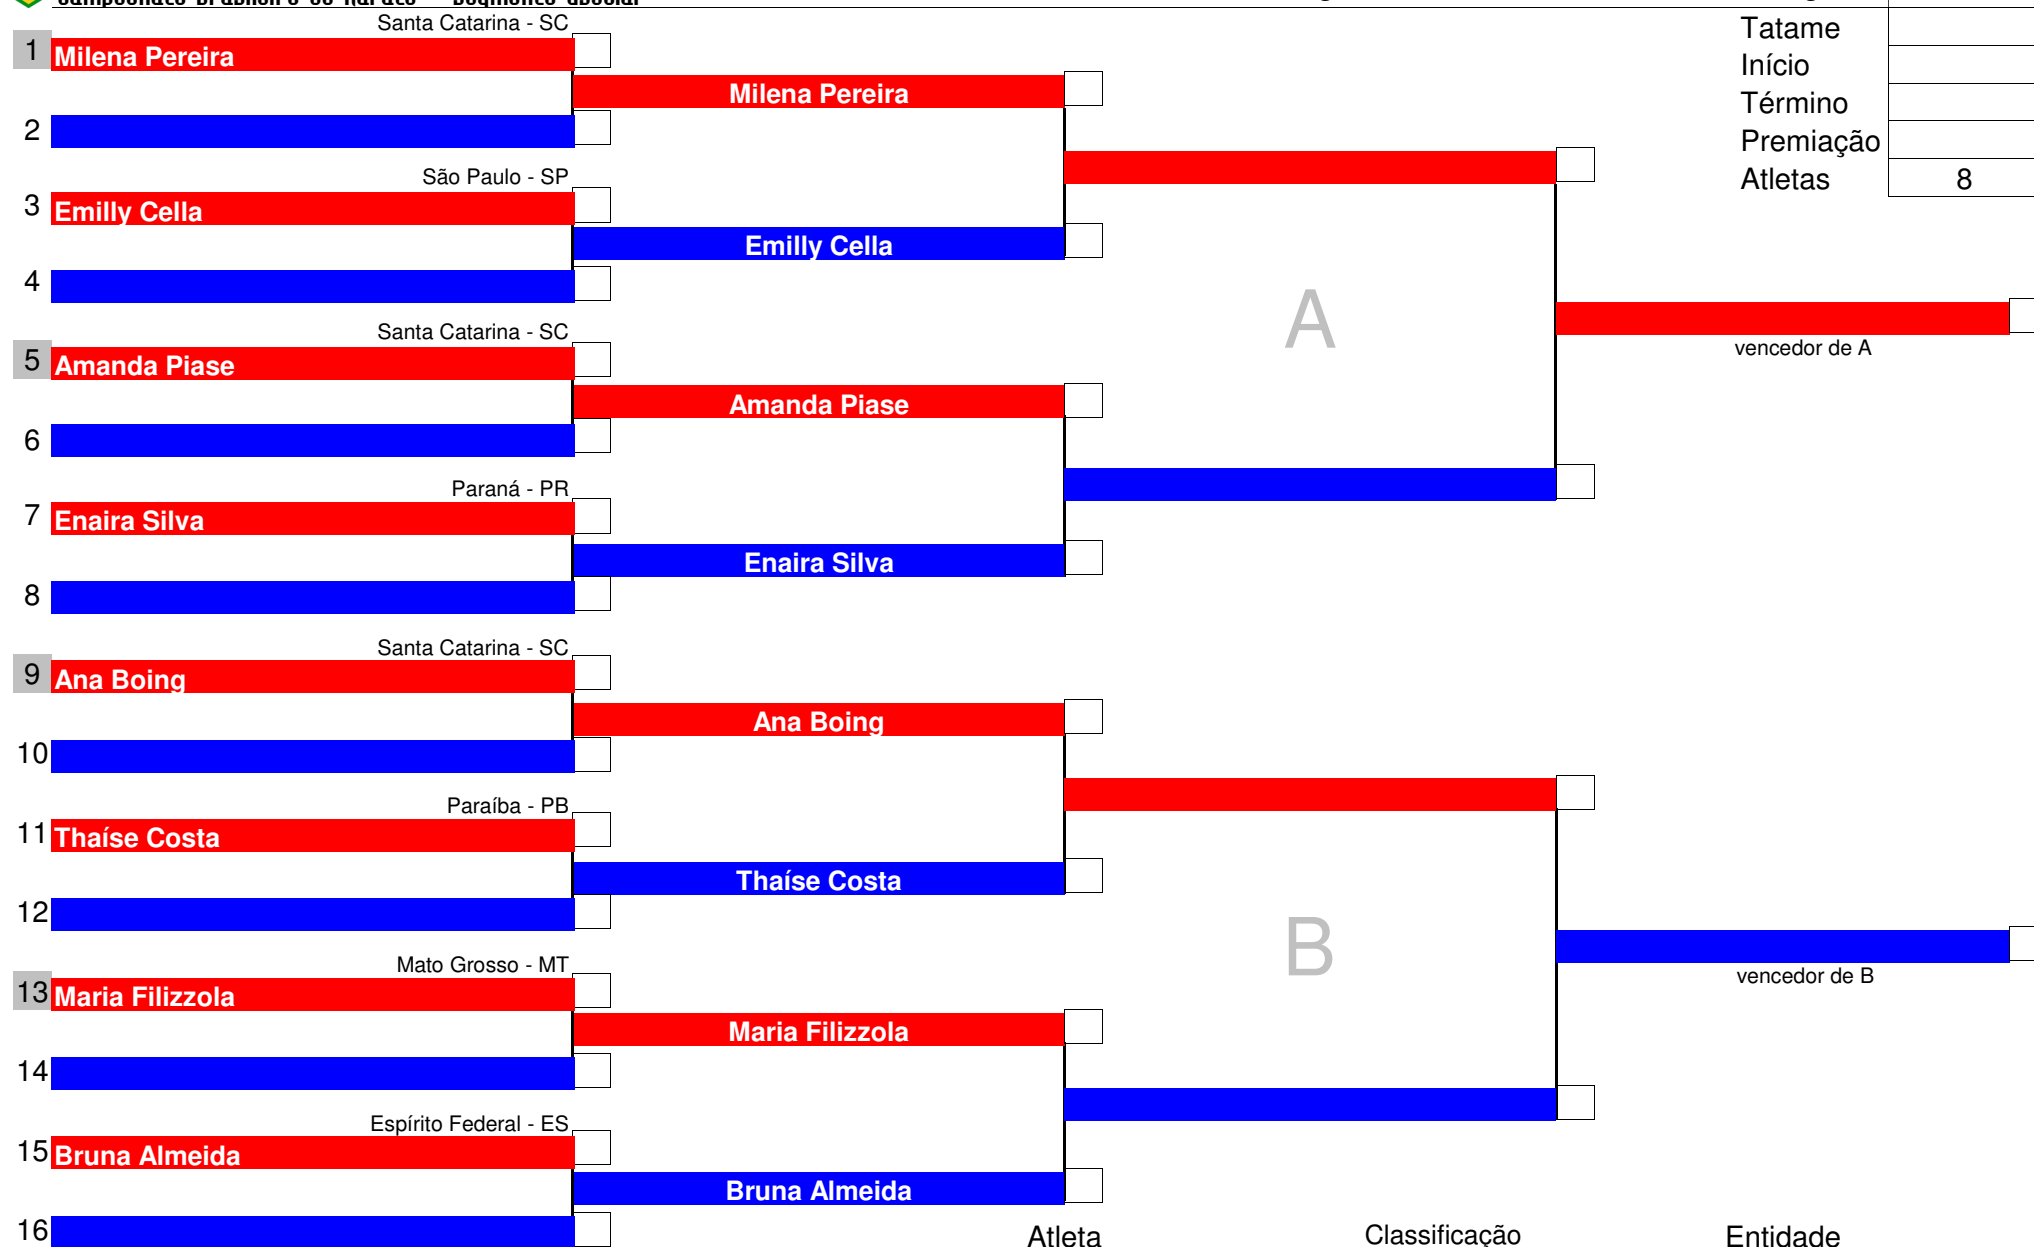 Santa Catarina - SC
1 Milena Pereira
Milena Pereira
2
São Paulo - SP
3 Emilly Cella
Emilly Cella
4
Santa Catarina - SC
5 Amanda Piase
Amanda Piase
6
Paraná - PR
7 Enaira Silva
Enaira Silva
8
A
vencedor de A
Tatame
Início
Término
Premiação
Atletas 8
Santa Catarina - SC
9 Ana Boing
Ana Boing
10
Paraíba - PB
11 Thaíse Costa
Thaíse Costa
12
Mato Grosso - MT
13 Maria Filizzola
Maria Filizzola
14
Espírito Federal - ES
15 Bruna Almeida
Bruna Almeida
16
B
vencedor de B
Atleta Classificação Entidade